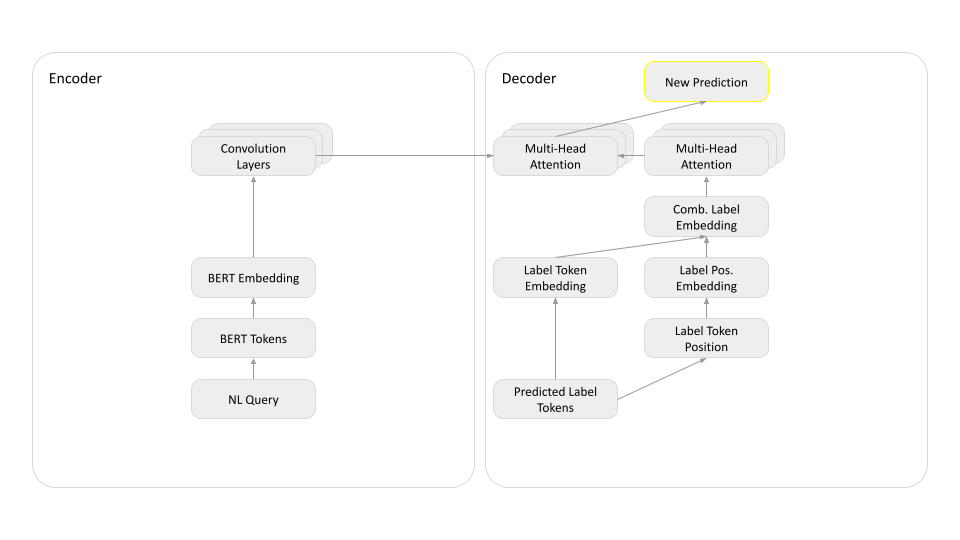 Encoder
Convolution
Layers
BERT Embedding
BERT Tokens
NL Query
Decoder
New Prediction
Multi-Head
Attention
Multi-Head
Attention
Comb. Label
Embedding
Label Token
Embedding
Label Pos.
Embedding
Label Token
Position
Predicted Label
Tokens